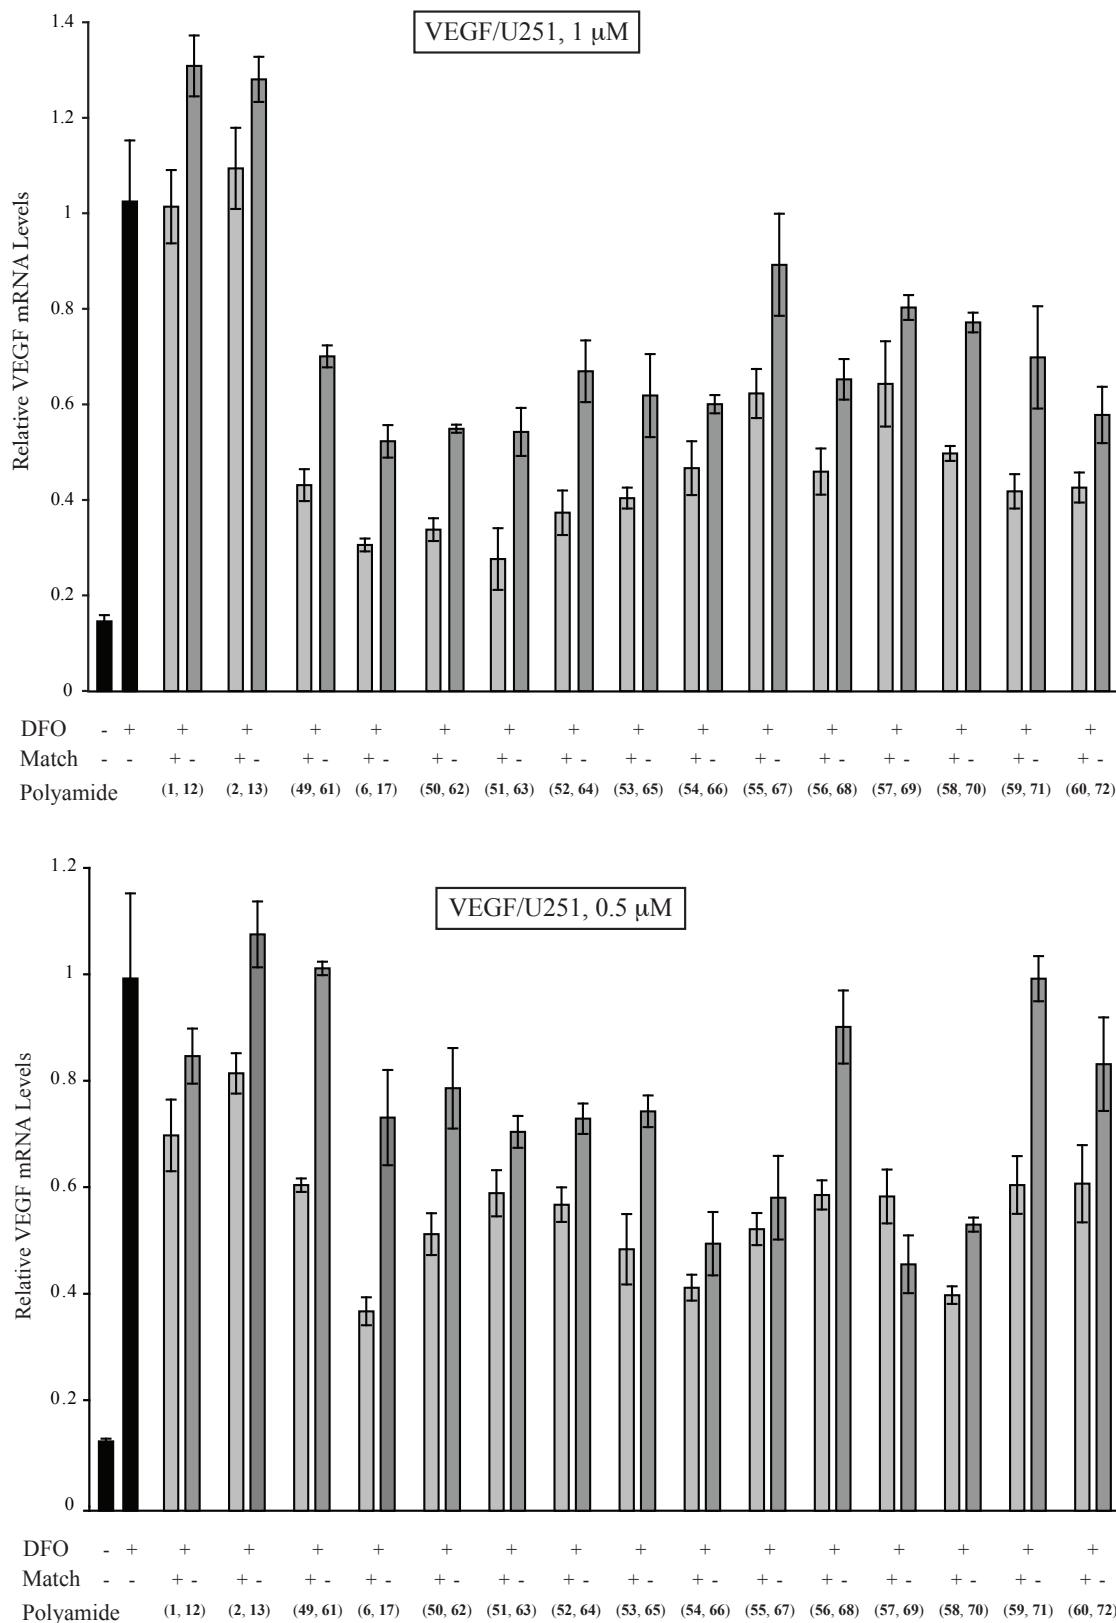 VEGF/U251, 1 μM
Relative VEGF mRNA Levels
1.4
1.2
1
0.8
0.6
0.4
0.2
0
DFO - + + + + + + + + + + + + + + + +
Match - - + - + - + - + - + - + - + - + - + - + - + - + - + - + - + -
Polyamide (1, 12) (2, 13) (49, 61) (6, 17) (50, 62) (51, 63) (52, 64) (53, 65) (54, 66) (55, 67) (56, 68) (57, 69) (58, 70) (59, 71) (60, 72)
VEGF/U251, 0.5 μM
Relative VEGF mRNA Levels
1.2
1
0.8
0.6
0.4
0.2
0
DFO - + + + + + + + + + + + + + + + +
Match - - + - + - + - + - + - + - + - + - + - + - + - + - + - + - + -
Polyamide (1, 12) (2, 13) (49, 61) (6, 17) (50, 62) (51, 63) (52, 64) (53, 65) (54, 66) (55, 67) (56, 68) (57, 69) (58, 70) (59, 71) (60, 72)